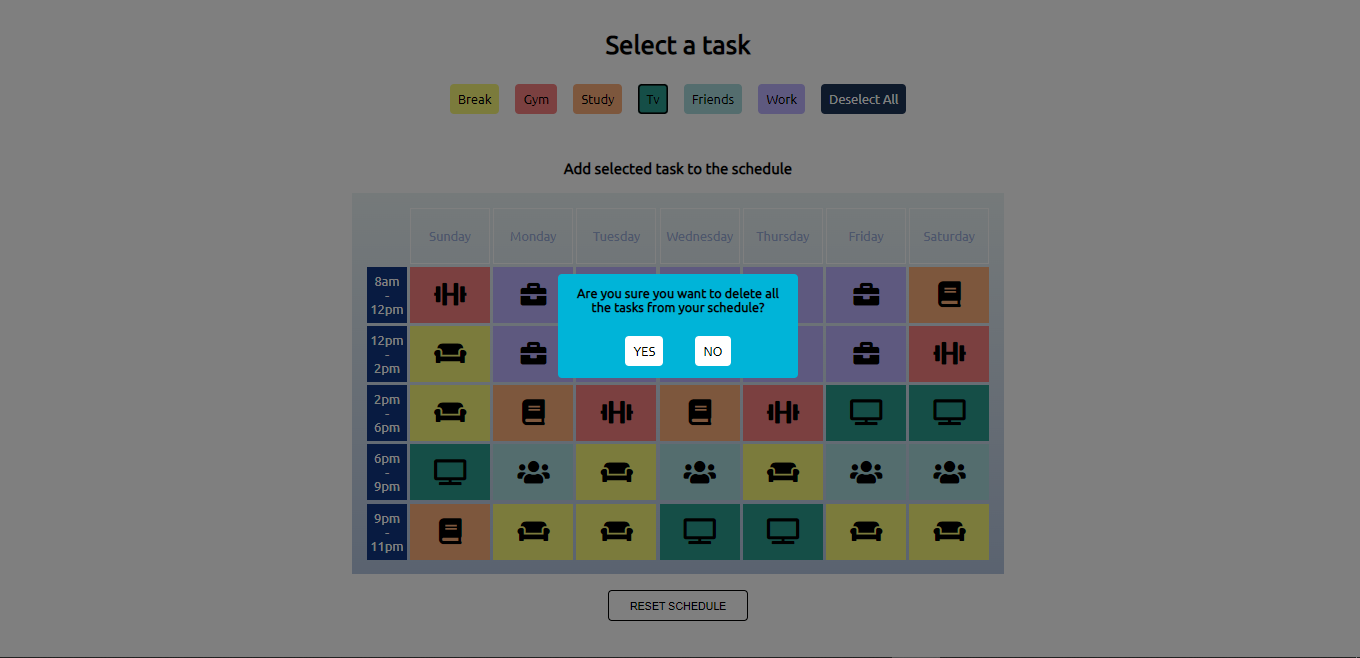 Select a task
Break Gym Study Tv Friends Work Deselect All
Add selected task to the schedule
Sunday Monday Tuesday Wednesday Thursday Friday Saturday
8am
-
12pm
Are you sure you want to delete all
the tasks from your schedule?
12pm
-
2pm
YES NO
2pm
-
6pm
6pm
-
9pm
9pm
-
11pm
RESET SCHEDULE